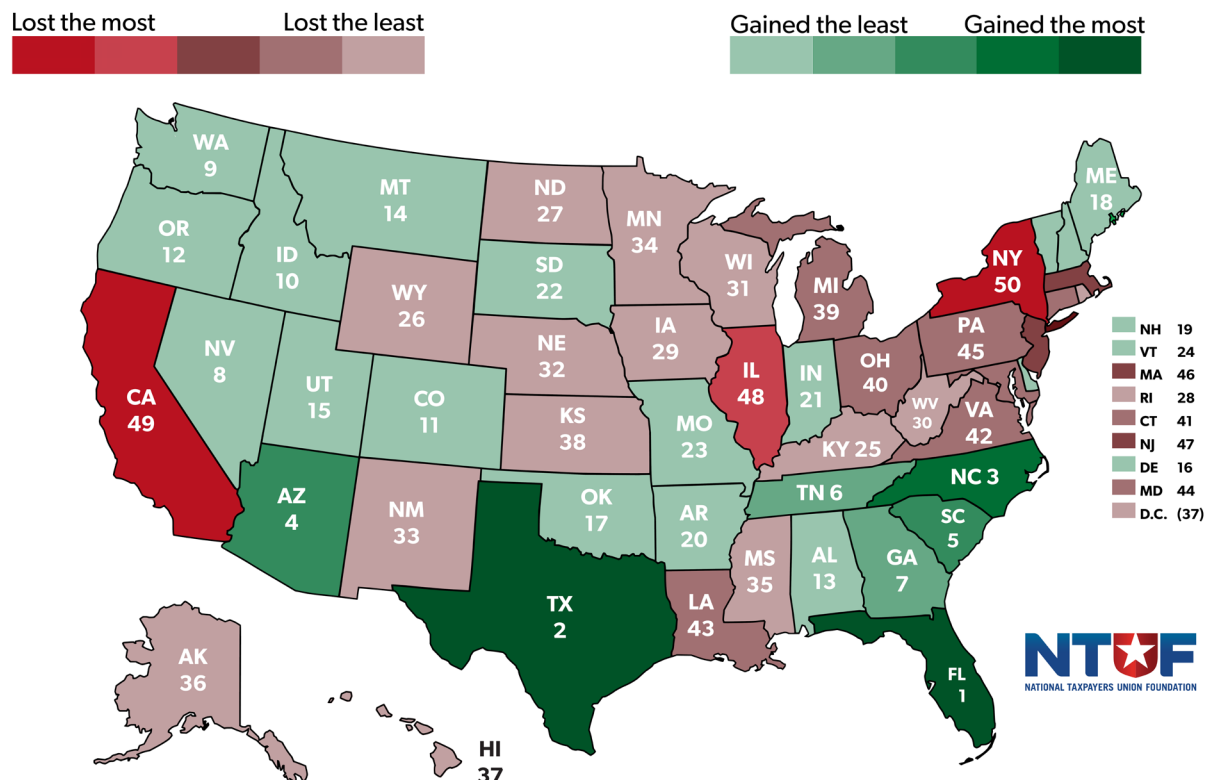 Lost the most
Lost the least
Gained the least
Gained the most
WA
9
MT
14
ND
27
MN
34
ME
18
OR
12
ID
10
SD
22
WI
31
MI
39
NY
50
WY
26
IA
29
PA
45
NE
32
NV
8
UT
15
CO
11
IL
48
IN
21
OH
40
CA
49
KS
38
MO
23
WV
30
VA
42
KY 25
NH 19
VT 24
MA 46
RI 28
CT 41
NJ 47
DE 16
MD 44
D.C. (37)
AZ
4
NM
33
OK
17
AR
20
TN 6
NC 3
SC
5
MS
35
AL
13
GA
7
TX
2
LA
43
FL
1
AK
36
HI
37
NTUF
NATIONAL TAXPAYERS UNION FOUNDATION